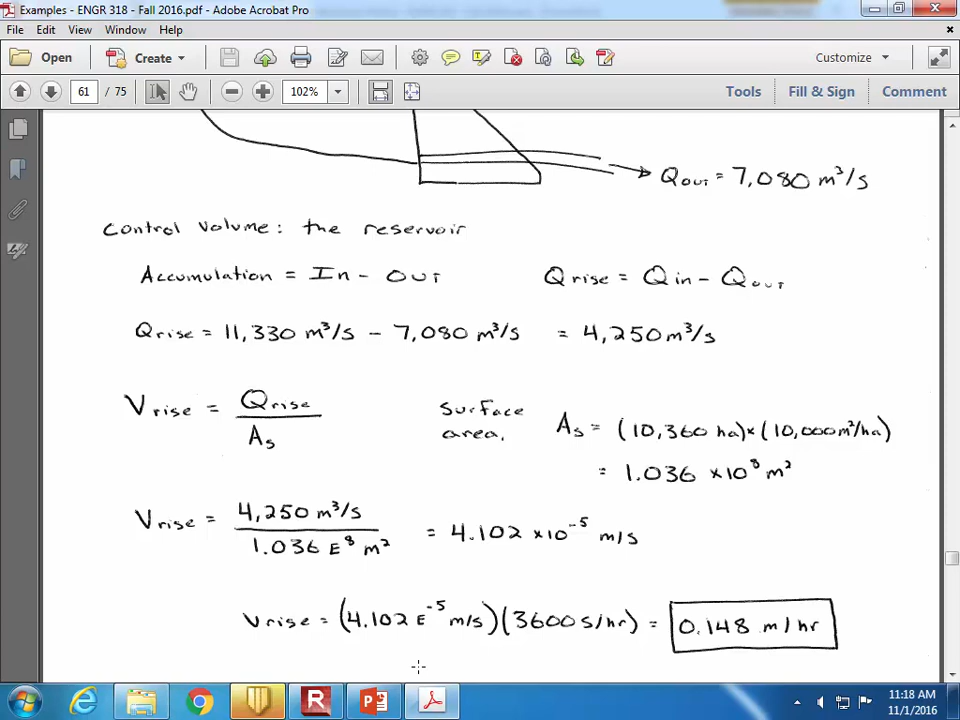 Examples - ENGR 318 - Fall 2016.pdf - Adobe Acrobat Pro
File Edit View Window Help
Open Create Customize
61 / 75 102% Tools Fill & Sign Comment
QOUT = 7,080 m³/s
Control Volume: the reservoir
Accumulation = In - OUT Qrise = Qin - Qout
Qrise = 11,330 m³/s - 7,080 m³/s = 4,250 m³/s
Vrise = Qrise / As
surface area. As = (10,360 ha)×(10,000 m²/ha)
= 1.036 ×10⁸ m²
Vrise = 4,250 m³/s / 1.036 E⁸ m² = 4.102 ×10⁻⁵ m/s
Vrise = (4.102 E⁻⁵ m/s)(3600 s/hr) = 0.148 m/hr
11:18 AM
11/1/2016